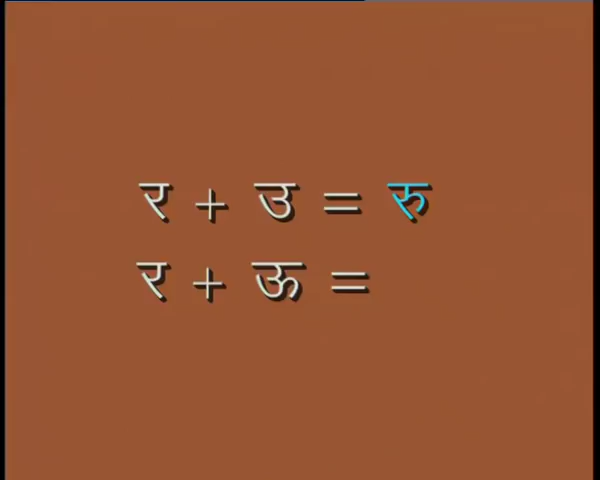 र + उ = रु
र + ऊ =